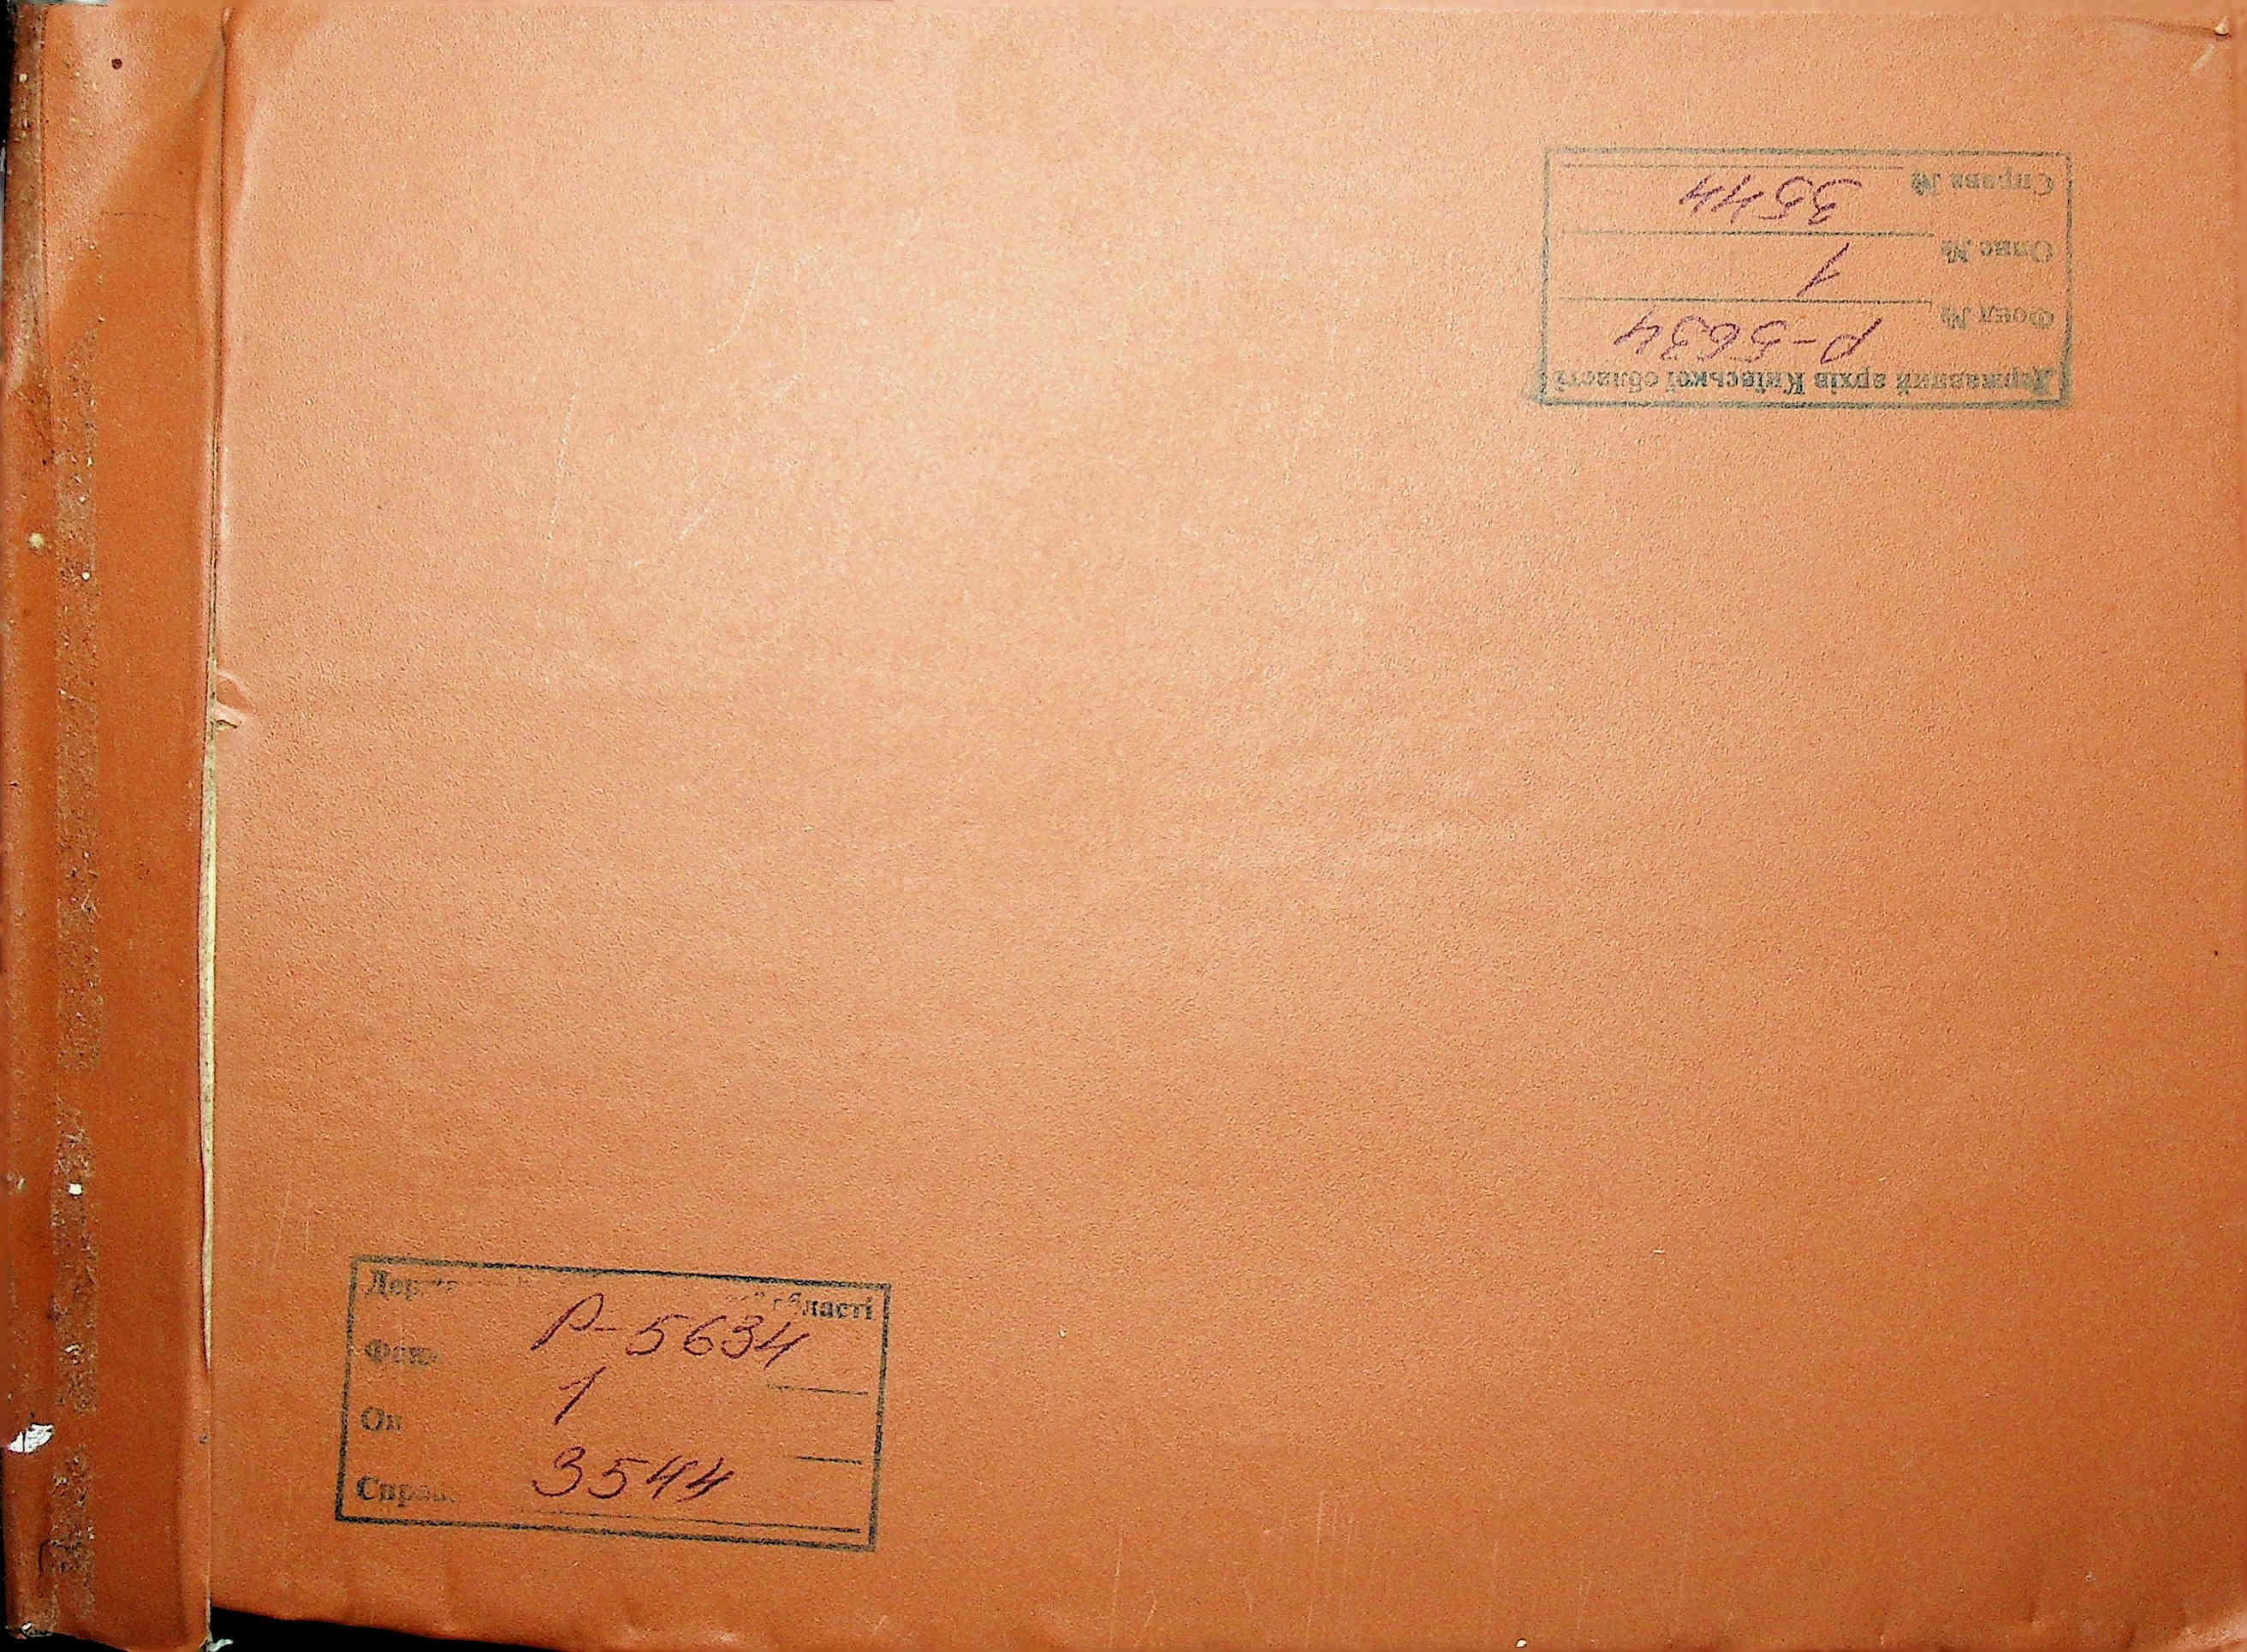 Державний архів Київської області
Фонд № Р-5634
Опис № 1
Справа № 3544
Р-5634
1
3544